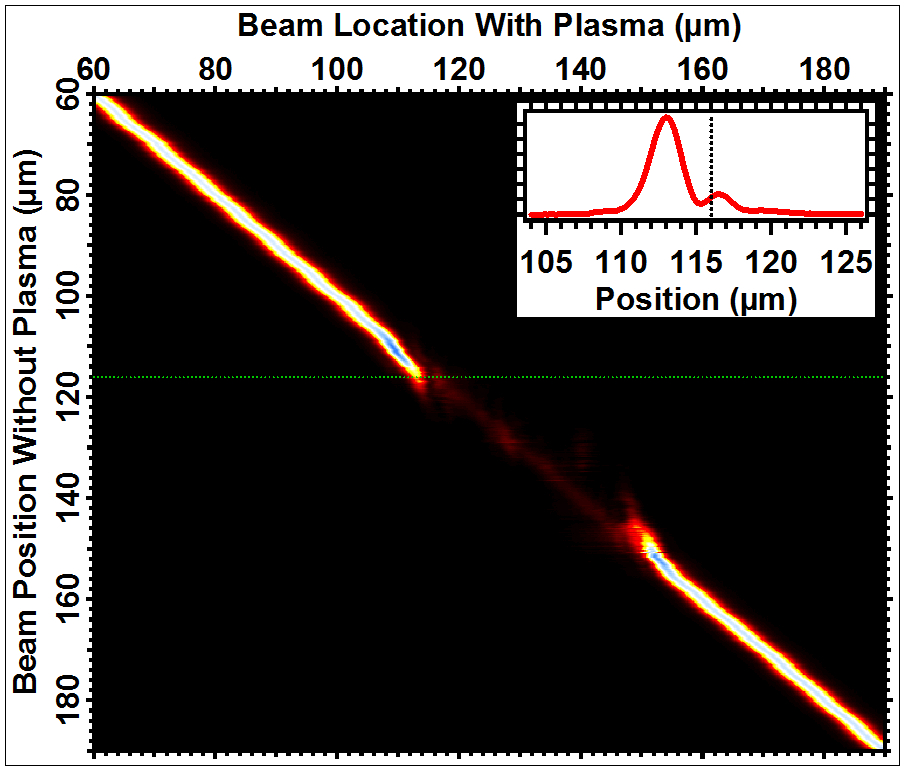 Beam Location With Plasma (µm)
60 80 100 120 140 160 180
Beam Position Without Plasma (µm)
60
80
100
120
140
160
180
105 110 115 120 125
Position (µm)